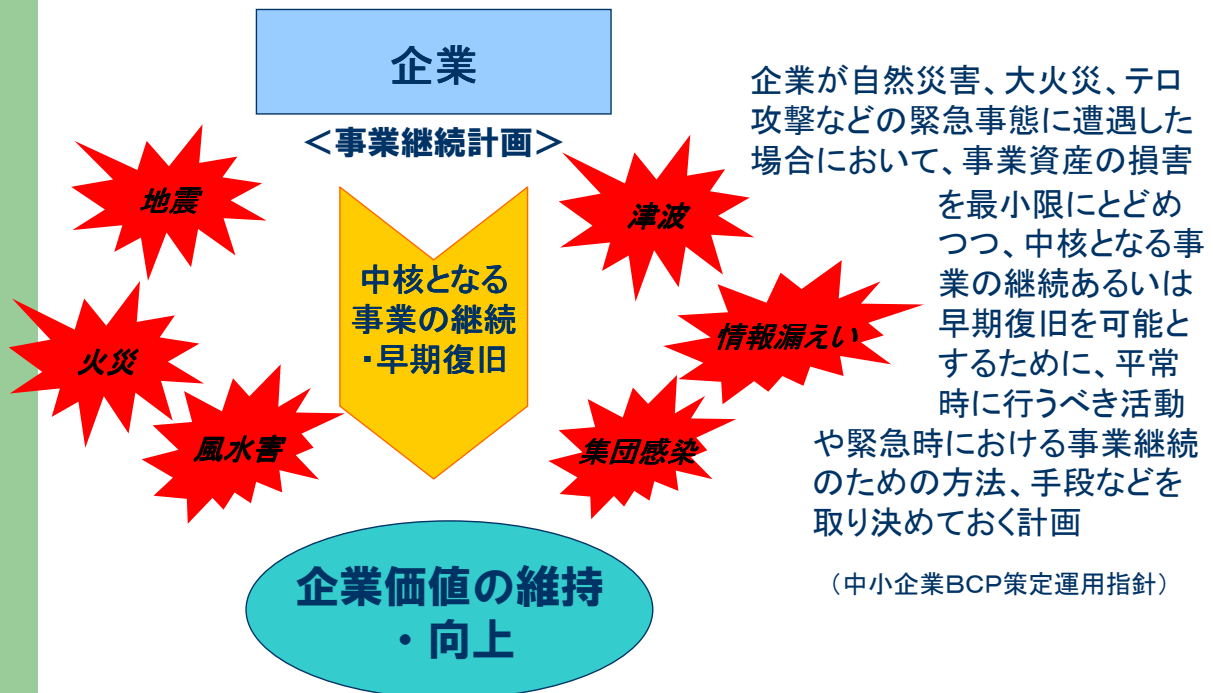 企業
<事業継続計画>
地震
火災
風水害
中核となる
事業の継続
・早期復旧
津波
情報漏えい
集団感染
企業価値の維持
・向上
企業が自然災害、大火災、テロ
攻撃などの緊急事態に遭遇した
場合において、事業資産の損害
を最小限にとどめ
つつ、中核となる事
業の継続あるいは
早期復旧を可能と
するために、平常
時に行うべき活動
や緊急時における事業継続
のための方法、手段などを
取り決めておく計画
（中小企業BCP策定運用指針）